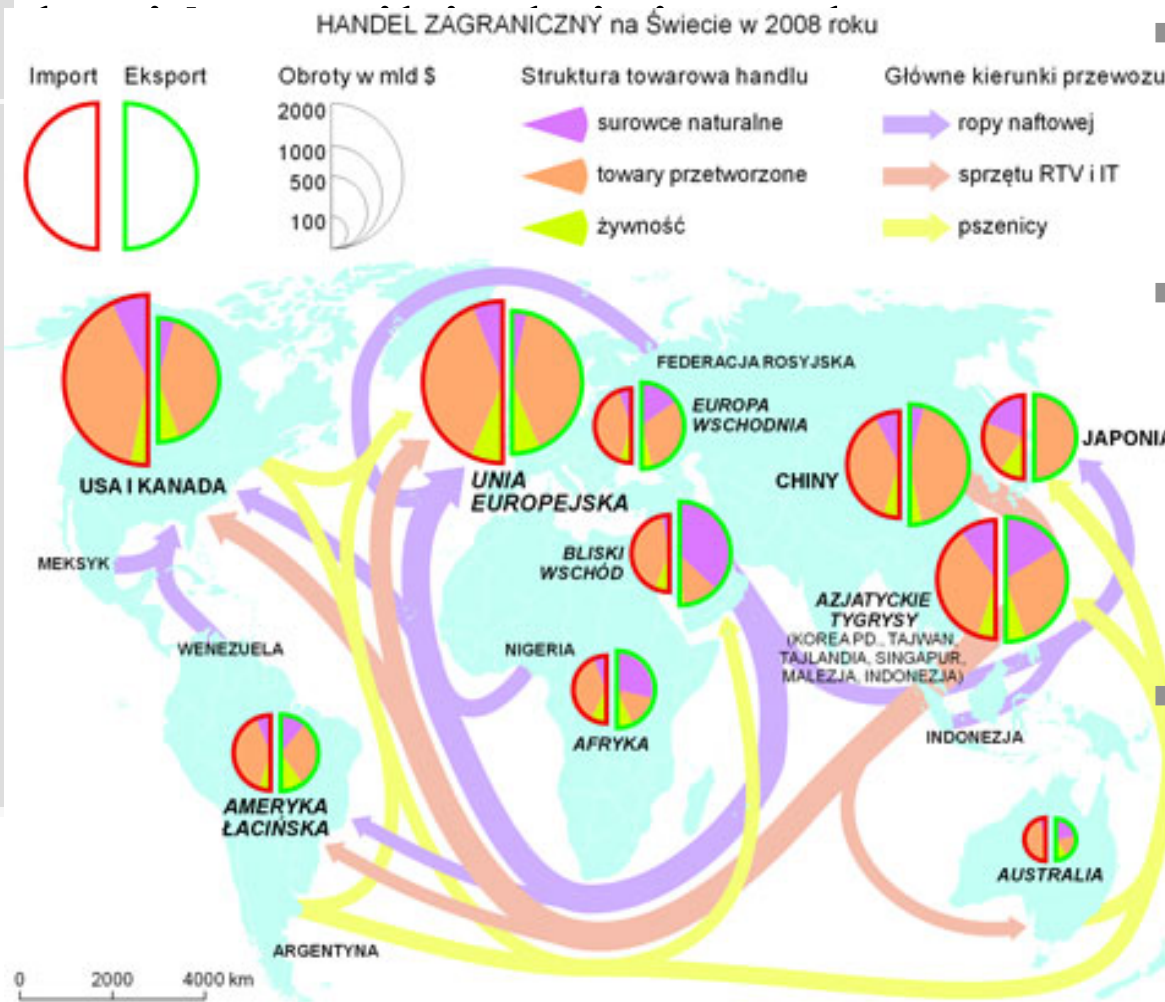 HANDEL ZAGRANICZNY na Świecie w 2008 roku
Import Eksport
Obroty w mld $
2000
1000
500
100
Struktura towarowa handlu
surowce naturalne
towary przetworzone
żywność
Główne kierunki przewozu
ropy naftowej
sprzętu RTV i IT
pszenicy
FEDERACJA ROSYJSKA
EUROPA
WSCHODNIA
JAPONIA
USA I KANADA
UNIA
EUROPEJSKA
CHINY
MEKSYK
BLISKI
WSCHÓD
AZJATYCKIE
TYGRYSY
(KOREA PD., TAJWAN,
TAJLANDIA, SINGAPUR,
MALEZJA, INDONEZJA)
WENEZUELA
NIGERIA
AFRYKA
INDONEZJA
AMERYKA
ŁACIŃSKA
AUSTRALIA
ARGENTYNA
0 2000 4000 km